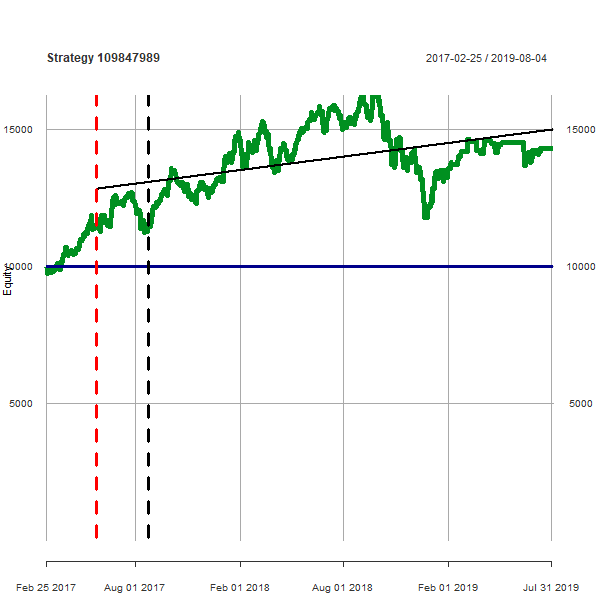 Strategy 109847989
2017-02-25 / 2019-08-04
15000
15000
Equity
10000
10000
5000
5000
Feb 25 2017
Aug 01 2017
Feb 01 2018
Aug 01 2018
Feb 01 2019
Jul 31 2019